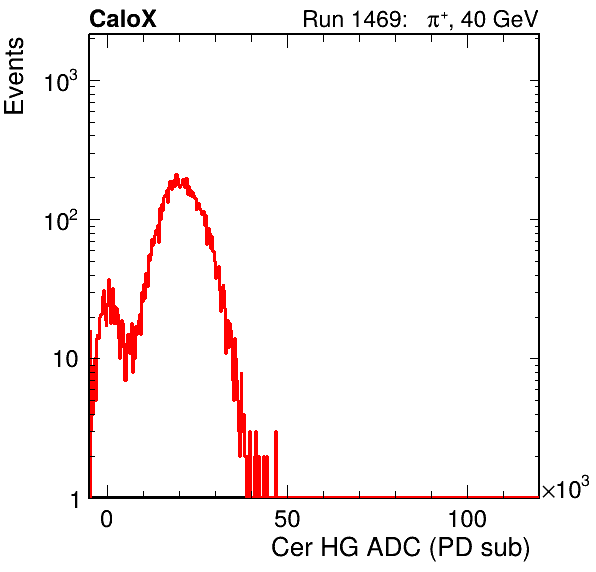 CaloX Run 1469: π⁺, 40 GeV
Events
10³
10²
10
1
0 50 100 ×10³
Cer HG ADC (PD sub)